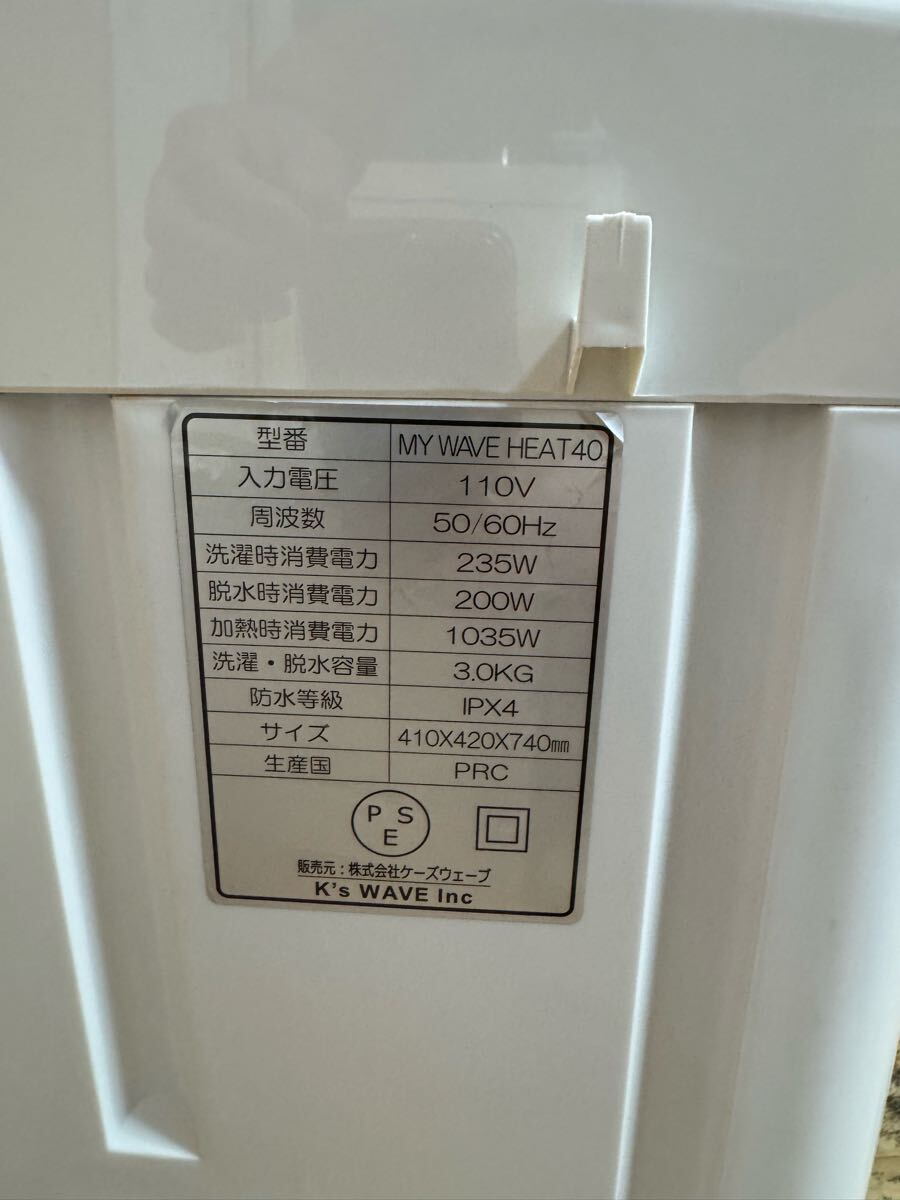 型番 MY WAVE HEAT40
入力電圧 110V
周波数 50/60Hz
洗濯時消費電力 235W
脱水時消費電力 200W
加熱時消費電力 1035W
洗濯・脱水容量 3.0KG
防水等級 IPX4
サイズ 410X420X740㎜
生産国 PRC
P S
E
販売元：株式会社ケーズウェーブ
K's WAVE Inc